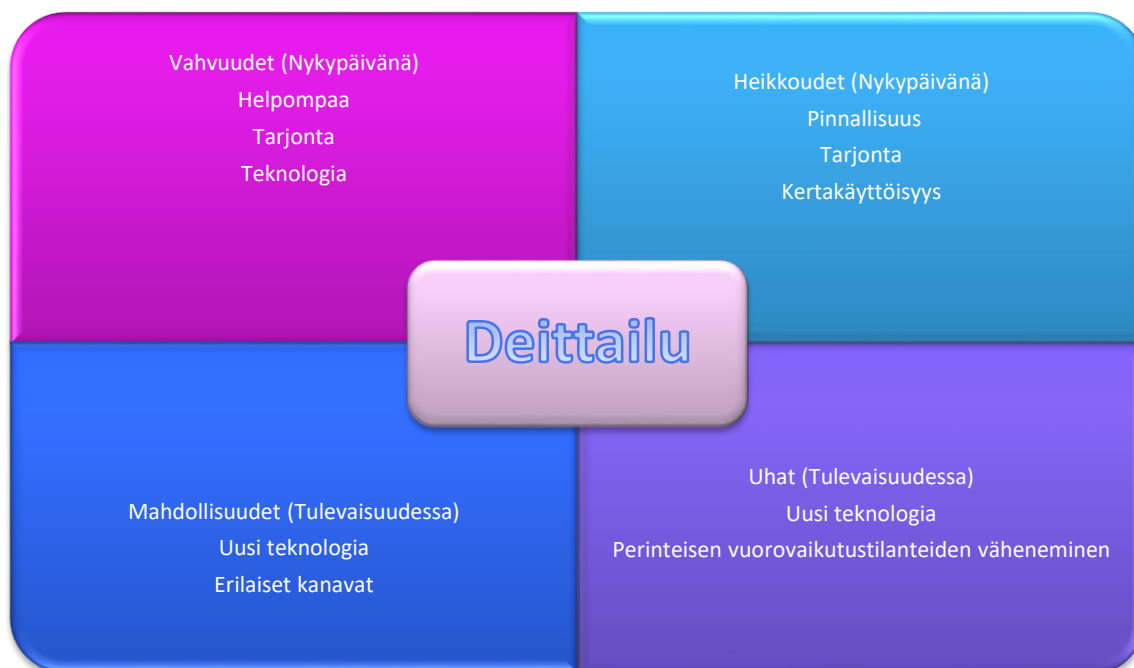 Vahvuudet (Nykypäivänä)
Helpompaa
Tarjonta
Teknologia
Heikkoudet (Nykypäivänä)
Pinnallisuus
Tarjonta
Kertakäyttöisyys
Deittailu
Mahdollisuudet (Tulevaisuudessa)
Uusi teknologia
Erilaiset kanavat
Uhat (Tulevaisuudessa)
Uusi teknologia
Perinteisen vuorovaikutustilanteiden väheneminen